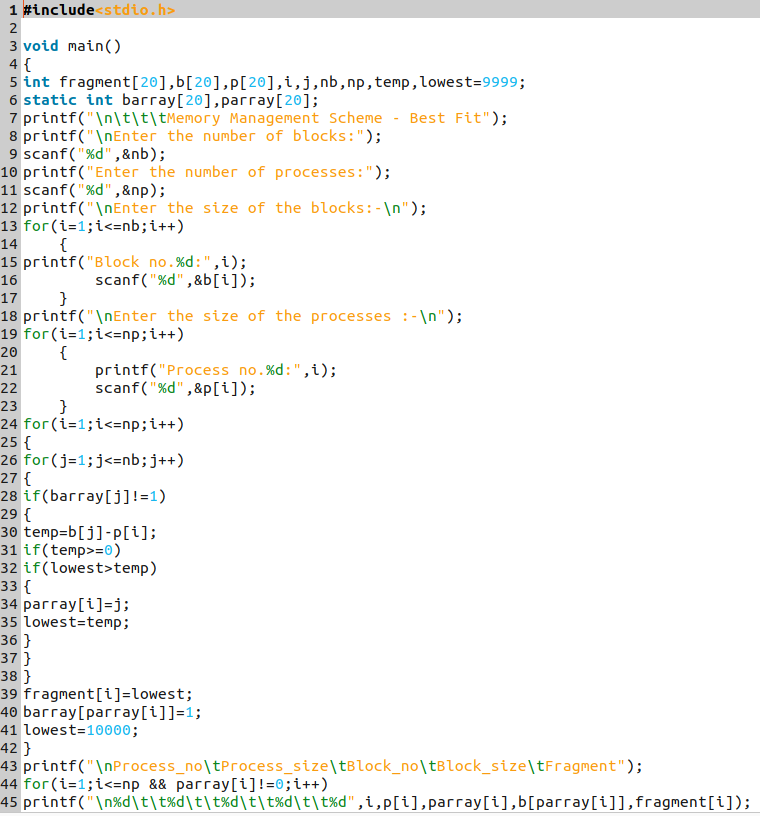 1 #include<stdio.h>
2
3 void main()
4 {
5 int fragment[20],b[20],p[20],i,j,nb,np,temp,lowest=9999;
6 static int barray[20],parray[20];
7 printf("\n\t\t\tMemory Management Scheme - Best Fit");
8 printf("\nEnter the number of blocks:");
9 scanf("%d",&nb);
10 printf("Enter the number of processes:");
11 scanf("%d",&np);
12 printf("\nEnter the size of the blocks:-\n");
13 for(i=1;i<=nb;i++)
14     {
15 printf("Block no.%d:",i);
16         scanf("%d",&b[i]);
17     }
18 printf("\nEnter the size of the processes :-\n");
19 for(i=1;i<=np;i++)
20     {
21         printf("Process no.%d:",i);
22         scanf("%d",&p[i]);
23     }
24 for(i=1;i<=np;i++)
25 {
26 for(j=1;j<=nb;j++)
27 {
28 if(barray[j]!=1)
29 {
30 temp=b[j]-p[i];
31 if(temp>=0)
32 if(lowest>temp)
33 {
34 parray[i]=j;
35 lowest=temp;
36 }
37 }
38 }
39 fragment[i]=lowest;
40 barray[parray[i]]=1;
41 lowest=10000;
42 }
43 printf("\nProcess_no\tProcess_size\tBlock_no\tBlock_size\tFragment");
44 for(i=1;i<=np && parray[i]!=0;i++)
45 printf("\n%d\t\t%d\t\t%d\t\t%d\t\t%d",i,p[i],parray[i],b[parray[i]],fragment[i]);